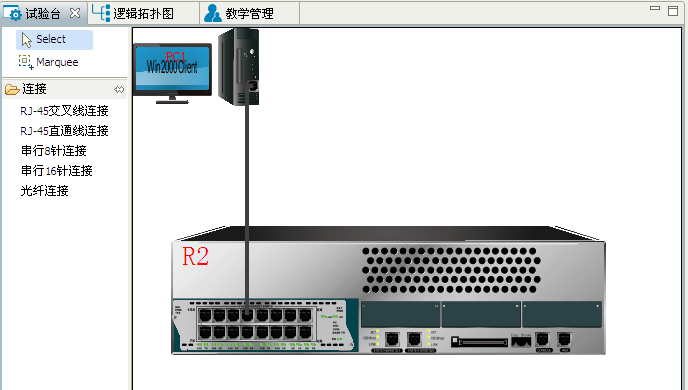 试验台
逻辑拓扑图
教学管理
Select
Marquee
连接
RJ-45交叉线连接
RJ-45直通线连接
串行8针连接
串行16针连接
光纤连接
PC1
Win2000Client
R2